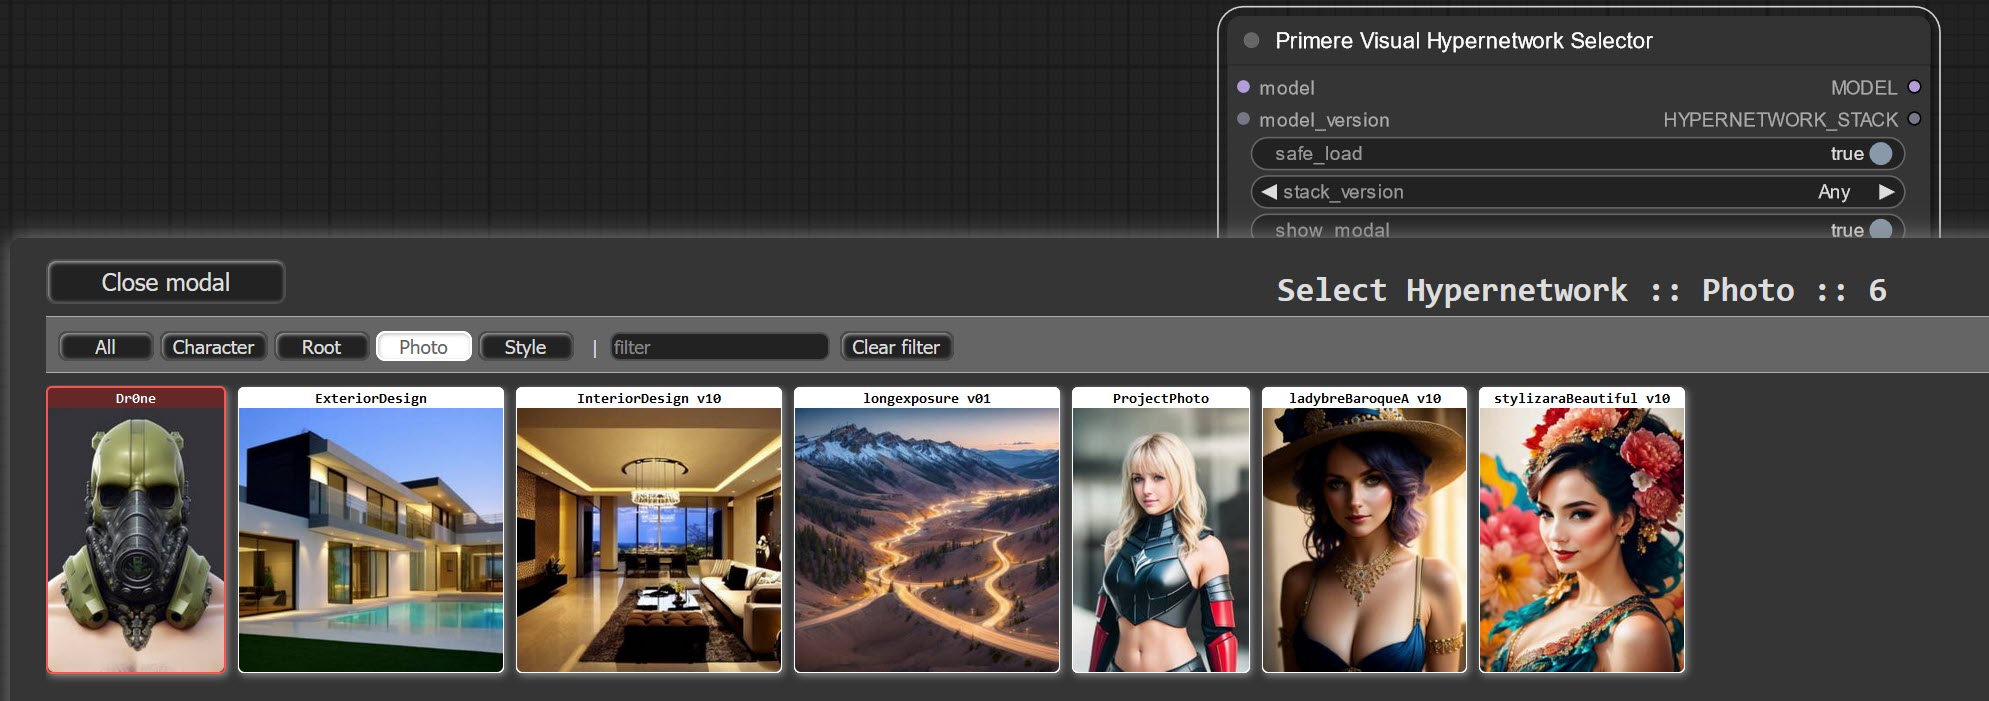 Primere Visual Hypernetwork Selector
model MODEL
model_version HYPERNETWORK_STACK
safe_load true
stack_version Any
show_modal true
Close modal
Select Hypernetwork :: Photo :: 6
All Character Root Photo Style | filter Clear filter
Dr0ne ExteriorDesign InteriorDesign v10 longexposure v01 ProjectPhoto ladybreBaroqueA v10 stylizaraBeautiful v10